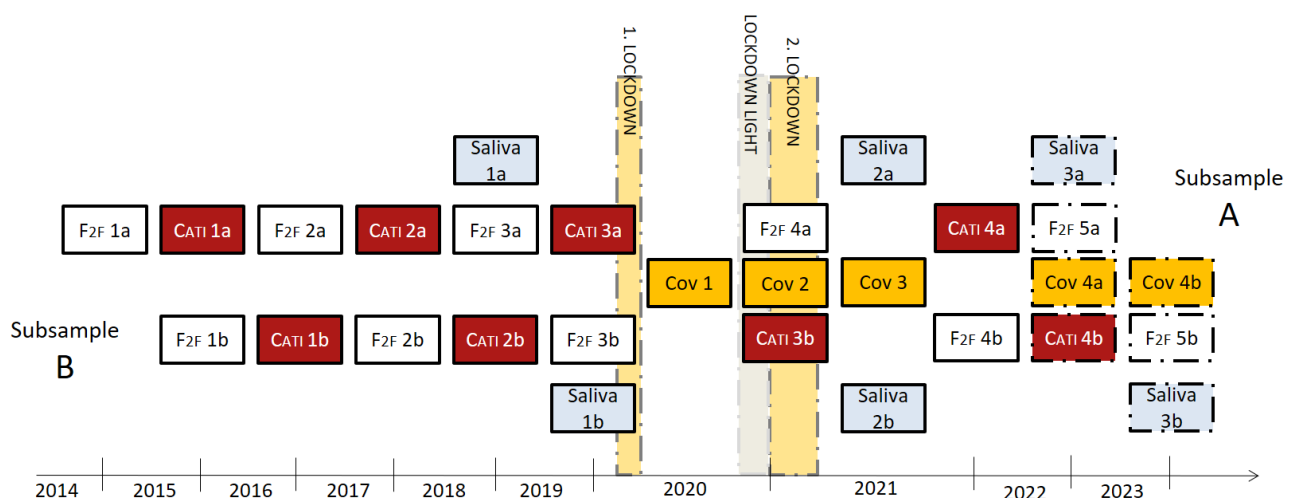 1. LOCKDOWN
LOCKDOWN LIGHT
2. LOCKDOWN
Saliva
1a
Saliva
2a
Saliva
3a
Subsample
A
F2F 1a
CATI 1a
F2F 2a
CATI 2a
F2F 3a
CATI 3a
F2F 4a
CATI 4a
F2F 5a
Cov 1
Cov 2
Cov 3
Cov 4a
Cov 4b
Subsample
B
F2F 1b
CATI 1b
F2F 2b
CATI 2b
F2F 3b
CATI 3b
F2F 4b
CATI 4b
F2F 5b
Saliva
1b
Saliva
2b
Saliva
3b
2014
2015
2016
2017
2018
2019
2020
2021
2022
2023